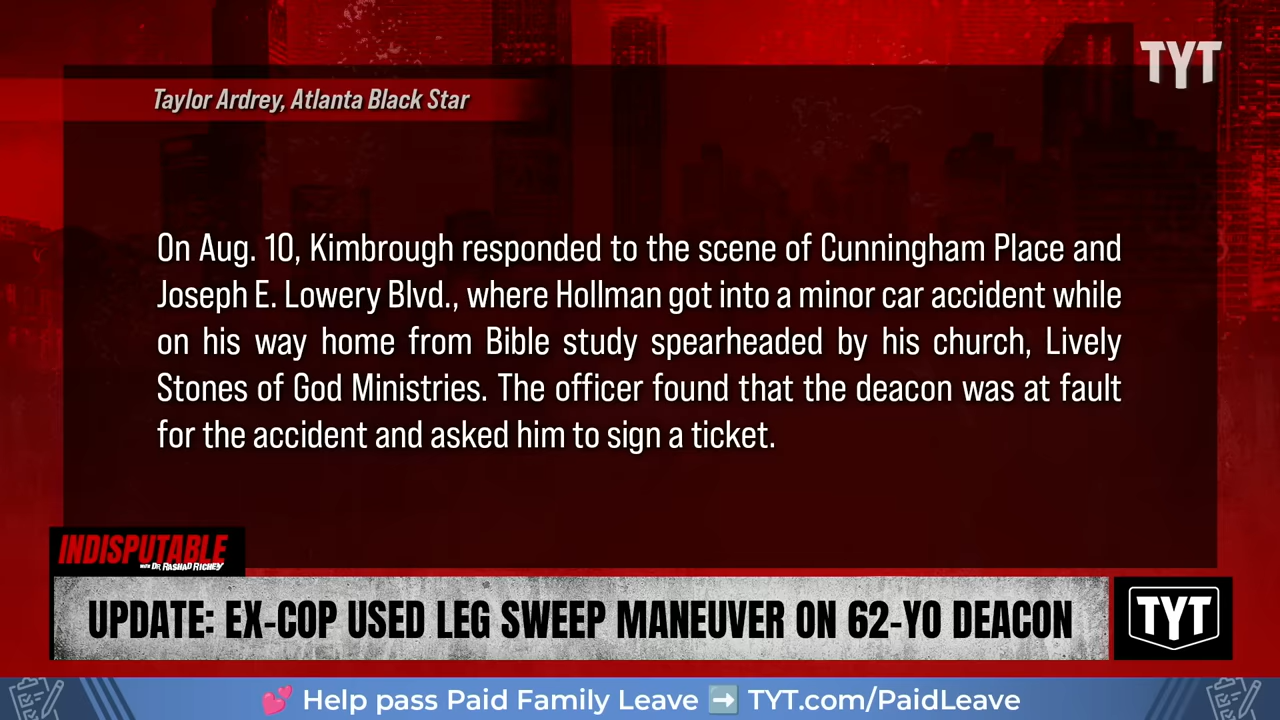 TYT
Taylor Ardrey, Atlanta Black Star
On Aug. 10, Kimbrough responded to the scene of Cunningham Place and
Joseph E. Lowery Blvd., where Hollman got into a minor car accident while
on his way home from Bible study spearheaded by his church, Lively
Stones of God Ministries. The officer found that the deacon was at fault
for the accident and asked him to sign a ticket.
INDISPUTABLE
WITH DR. RASHAD RICHEY
UPDATE: EX-COP USED LEG SWEEP MANEUVER ON 62-YO DEACON
TYT
💕 Help pass Paid Family Leave ➡️ TYT.com/PaidLeave